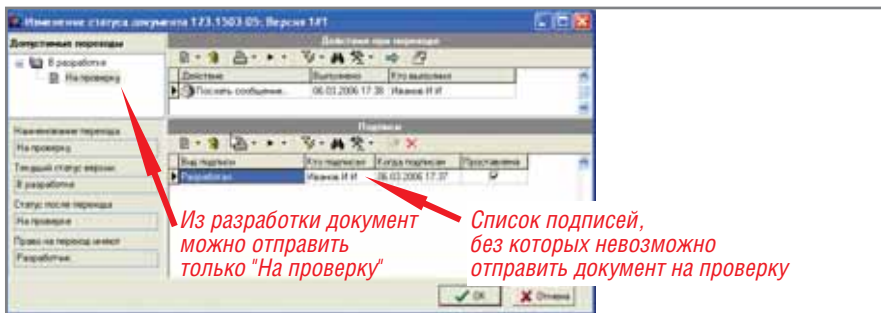 Изменение статуса документа 123.1503-05: Версия 1#1
Допустимые переходы
В разработке
На проверку
Действия при переходе
Действие Выполнено Кто выполнил
Послать сообщение... 06.03.2006 17:38 Иванов И И
Наименование перехода
На проверку
Текущий статус версии
В разработке
Статус после перехода
На проверке
Право на переход имеют
Разработчик
Подписи
Вид подписи Кто подписал Когда подписал Проставлена
Разработал Иванов И И 06.03.2006 17:37
Из разработки документ
можно отправить
только "На проверку"
Список подписей,
без которых невозможно
отправить документ на проверку
OK Отмена